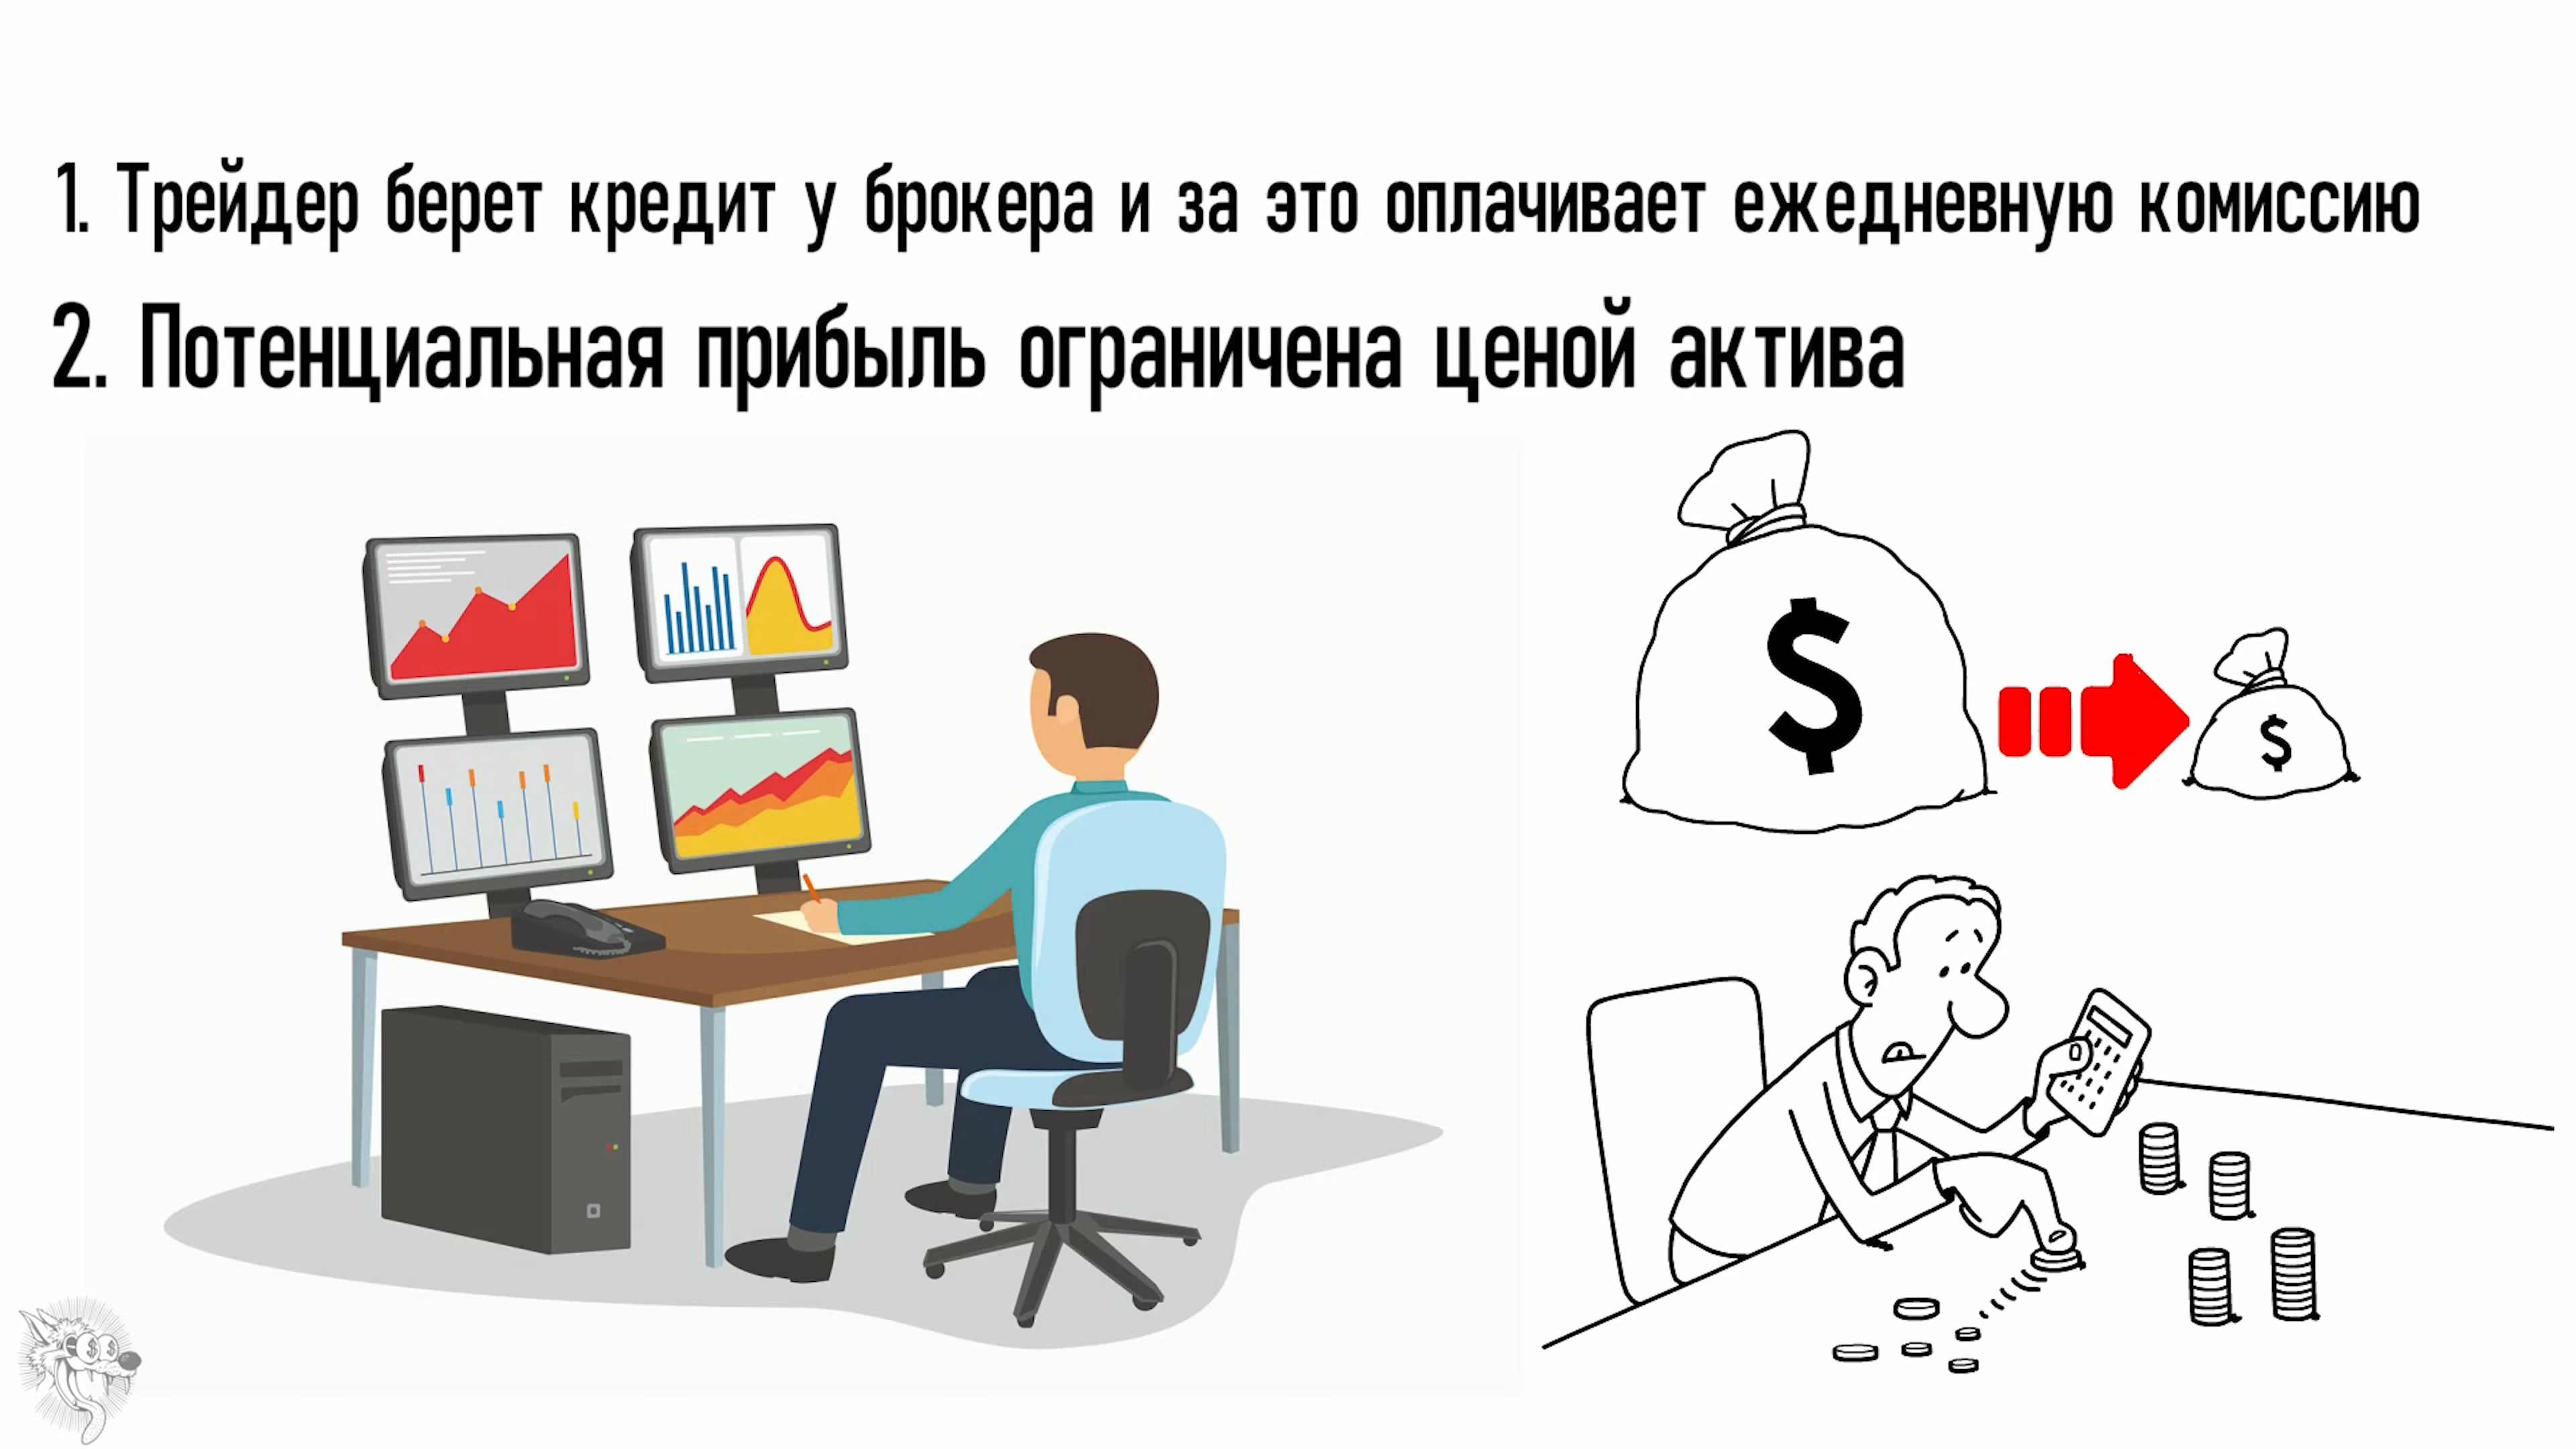 1. Трейдер берет кредит у брокера и за это оплачивает ежедневную комиссию
2. Потенциальная прибыль ограничена ценой актива
$
$